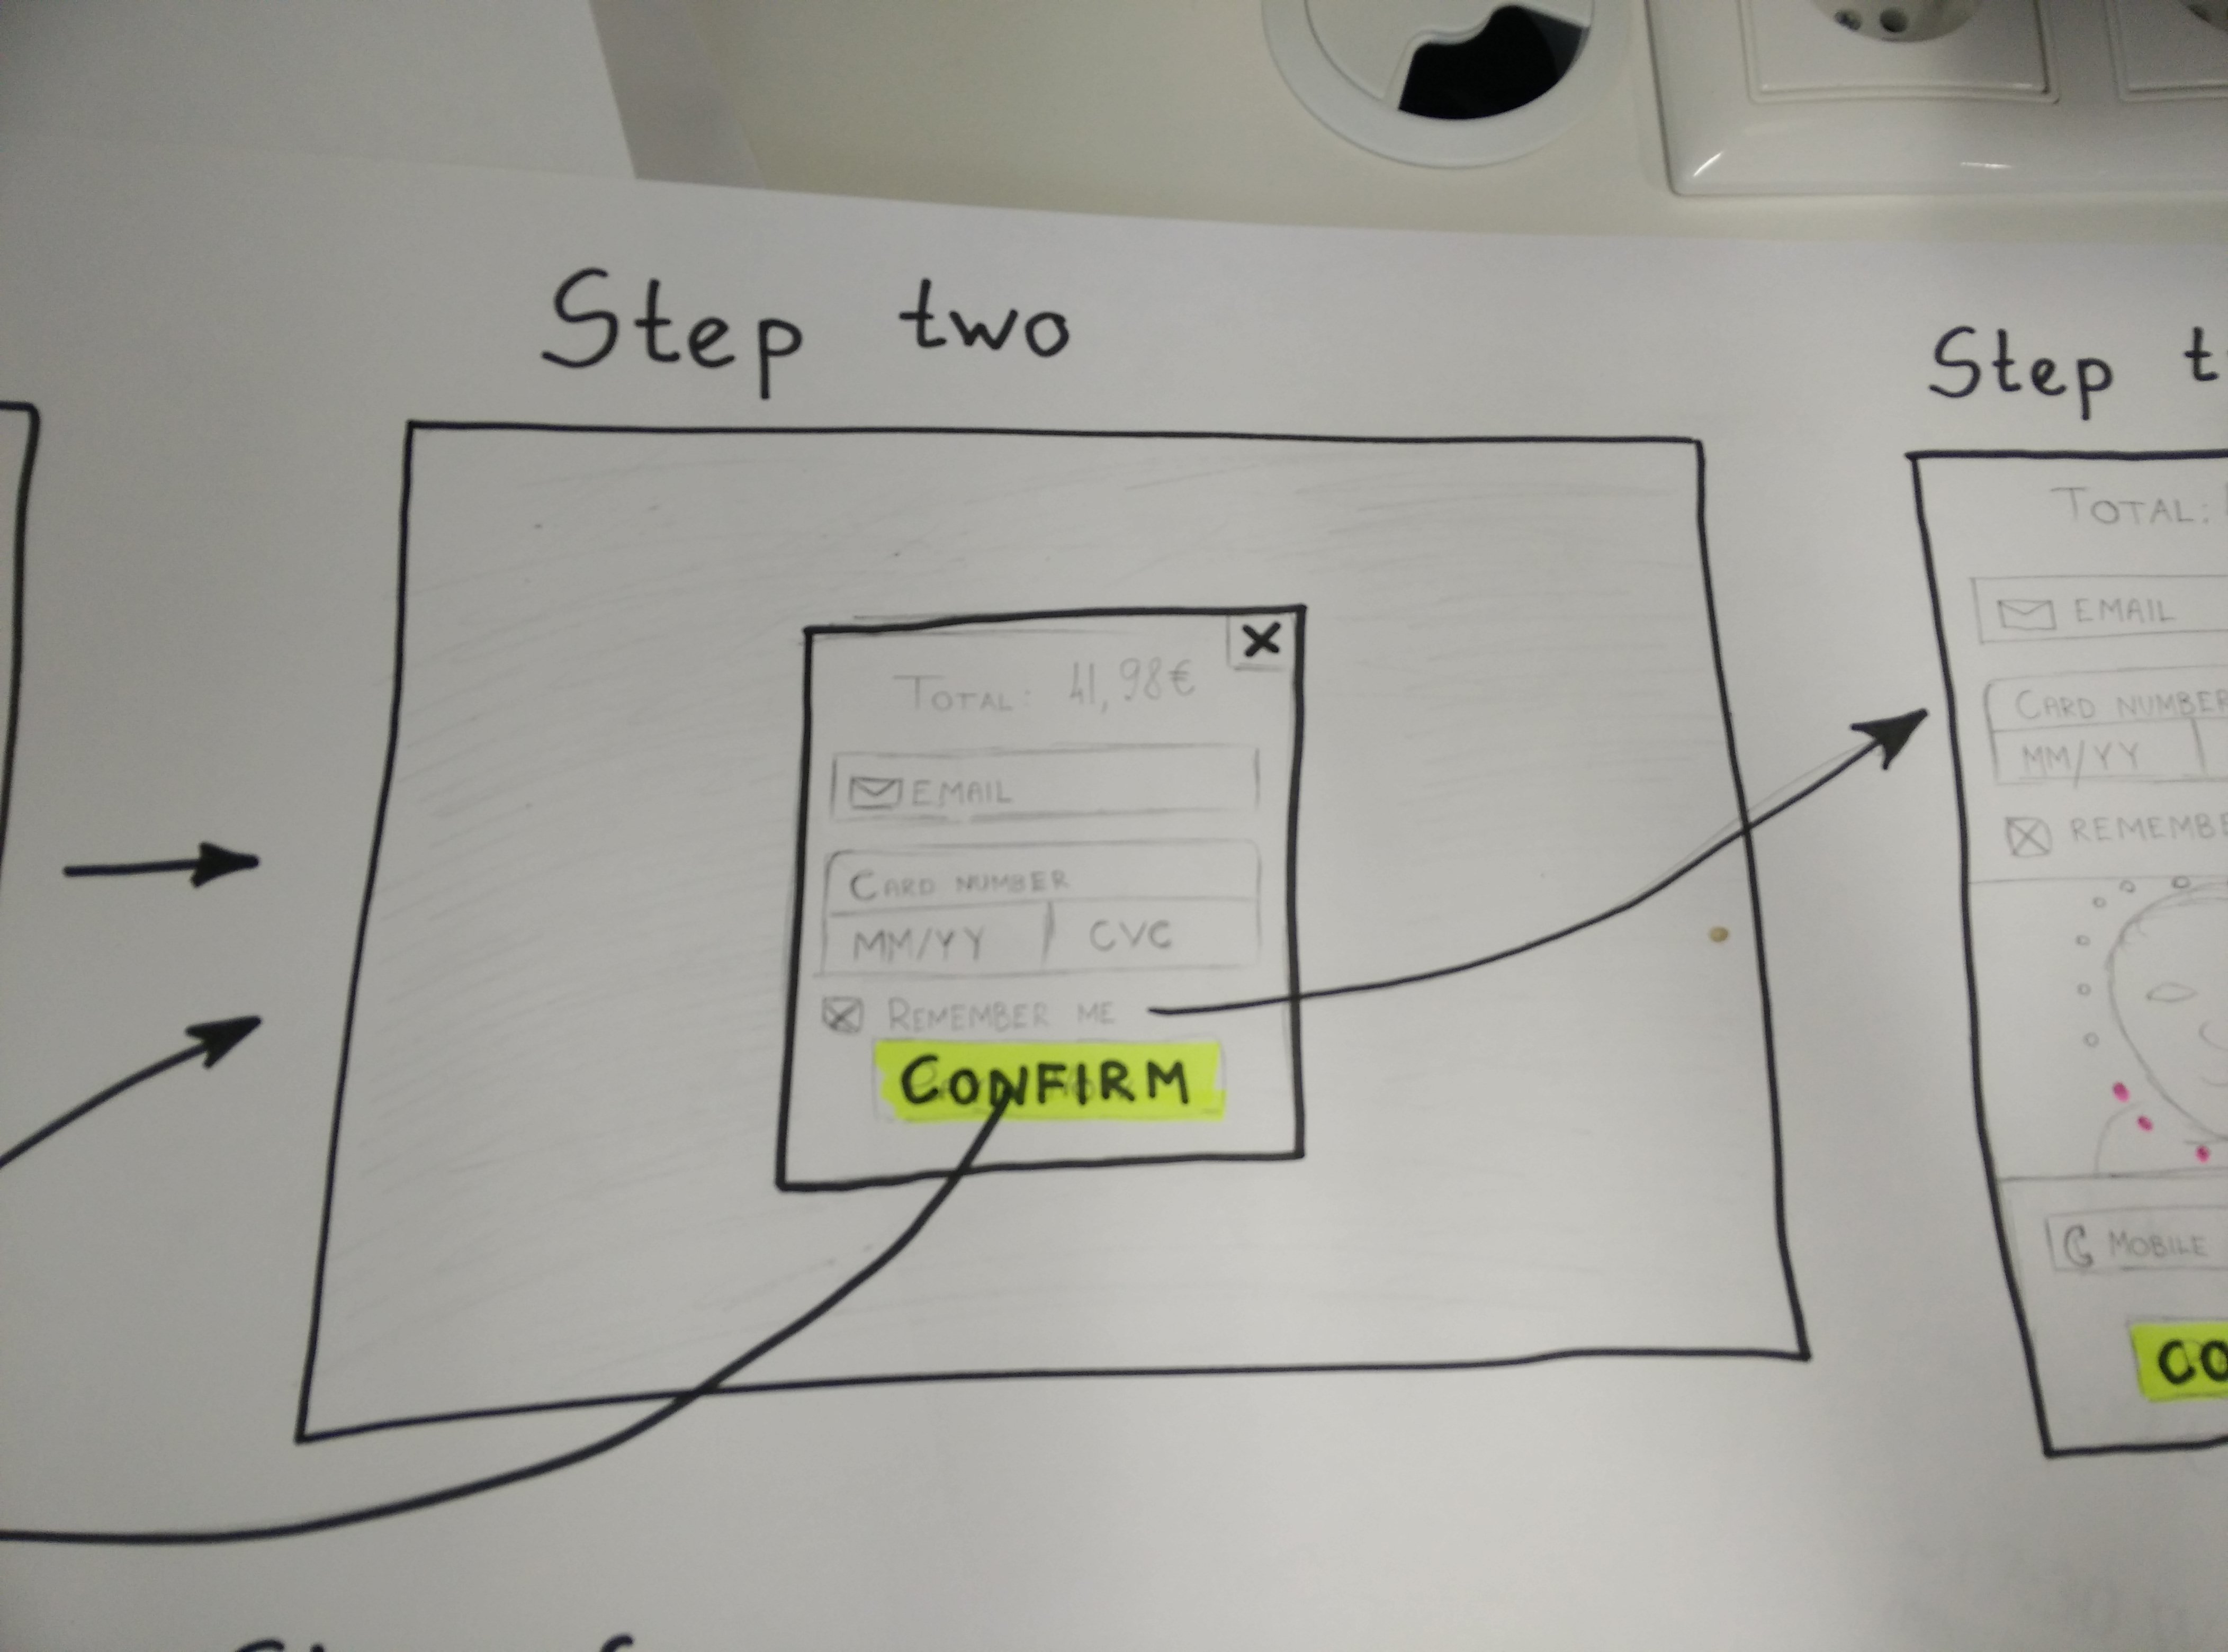 Step two
TOTAL: 41,98€
EMAIL
CARD NUMBER
MM/YY CVC
REMEMBER ME
CONFIRM
Step t
TOTAL:
EMAIL
CARD NUMBER
MM/YY
REMEMBE
MOBILE
CO